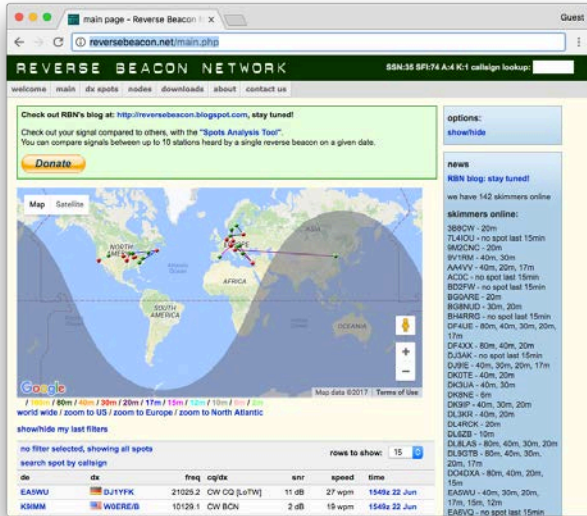 main page - Reverse Beacon N
Guest
reversebeacon.net/main.php
REVERSE BEACON NETWORK
SSN:35 SFI:74 A:4 K:1 callsign lookup:
welcome main dx spots nodes downloads about contact us
Check out RBN's blog at: http://reversebeacon.blogspot.com, stay tuned!
Check out your signal compared to others, with the "Spots Analysis Tool".
You can compare signals between up to 10 stations heard by a single reverse beacon on a given date.
Donate
Map Satellite
NORTH
AMERICA
EUROPE
ASIA
Atlantic
Ocean
AFRICA
SOUTH
AMERICA
Indian
Ocean
OCEANIA
+
−
Google
Map data ©2017 Terms of Use
/ 160m / 80m / 40m / 30m / 20m / 17m / 15m / 12m / 10m / 6m / 2m
world wide / zoom to US / zoom to Europe / zoom to North Atlantic
show/hide my last filters
no filter selected, showing all spots
rows to show: 15
search spot by callsign
de dx freq cq/dx snr speed time
EA5WU DJ1YFK 21025.2 CW CQ [LoTW] 11 dB 27 wpm 1549z 22 Jun
K9IMM W0ERE/B 10129.1 CW BCN 2 dB 19 wpm 1549z 22 Jun
options:
show/hide
news
RBN blog: stay tuned!
we have 142 skimmers online
skimmers online:
3B8CW - 20m
7L4IOU - no spot last 15min
9M2CNC - 20m
9V1RM - 40m, 30m
AA4VV - 40m, 20m, 17m
AC0C - no spot last 15min
BD2FW - no spot last 15min
BG0ARE - 20m
BG8NUD - 30m, 20m
BH4RRG - no spot last 15min
DF4UE - 80m, 40m, 30m, 20m,
17m
DF4XX - 80m, 40m, 20m
DJ3AK - no spot last 15min
DJ9IE - 40m, 30m, 20m, 17m
DK0TE - 40m, 20m
DK3UA - 40m, 30m
DK8NE - 6m
DK9IP - 40m, 30m, 20m
DL3KR - 40m, 20m
DL4RCK - 20m
DL6ZB - 10m
DL8LAS - 80m, 40m, 30m, 20m
DL9GTB - 80m, 40m, 30m,
20m, 17m
DO4DXA - 80m, 40m, 20m,
15m
EA5WU - 40m, 30m, 20m,
17m, 15m, 12m
EA6VQ - no spot last 15min